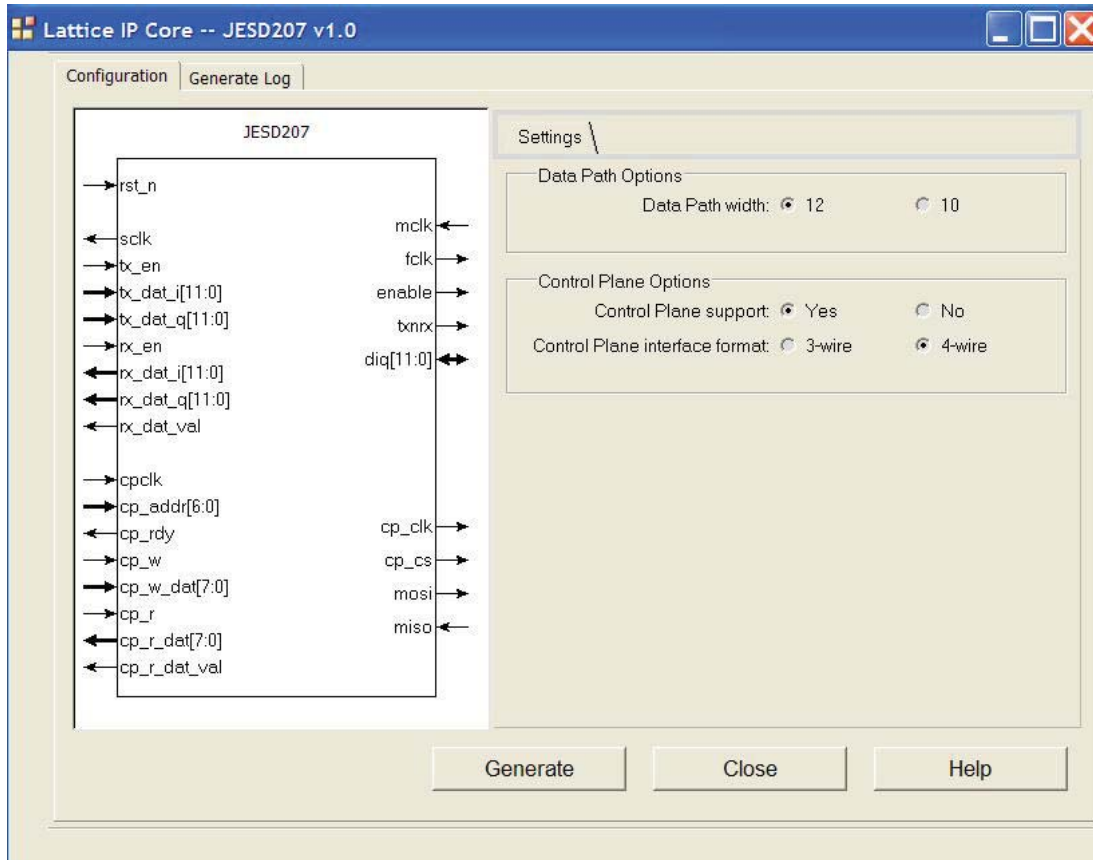 Lattice IP Core -- JESD207 v1.0
Configuration
Generate Log
JESD207
rst_n
sclk
tx_en
tx_dat_i[11:0]
tx_dat_q[11:0]
rx_en
rx_dat_i[11:0]
rx_dat_q[11:0]
rx_dat_val
cpclk
cp_addr[6:0]
cp_rdy
cp_w
cp_w_dat[7:0]
cp_r
cp_r_dat[7:0]
cp_r_dat_val
mclk
fclk
enable
txnrx
diq[11:0]
cp_clk
cp_cs
mosi
miso
Settings
Data Path Options
Data Path width: 12 10
Control Plane Options
Control Plane support: Yes No
Control Plane interface format: 3-wire 4-wire
Generate Close Help